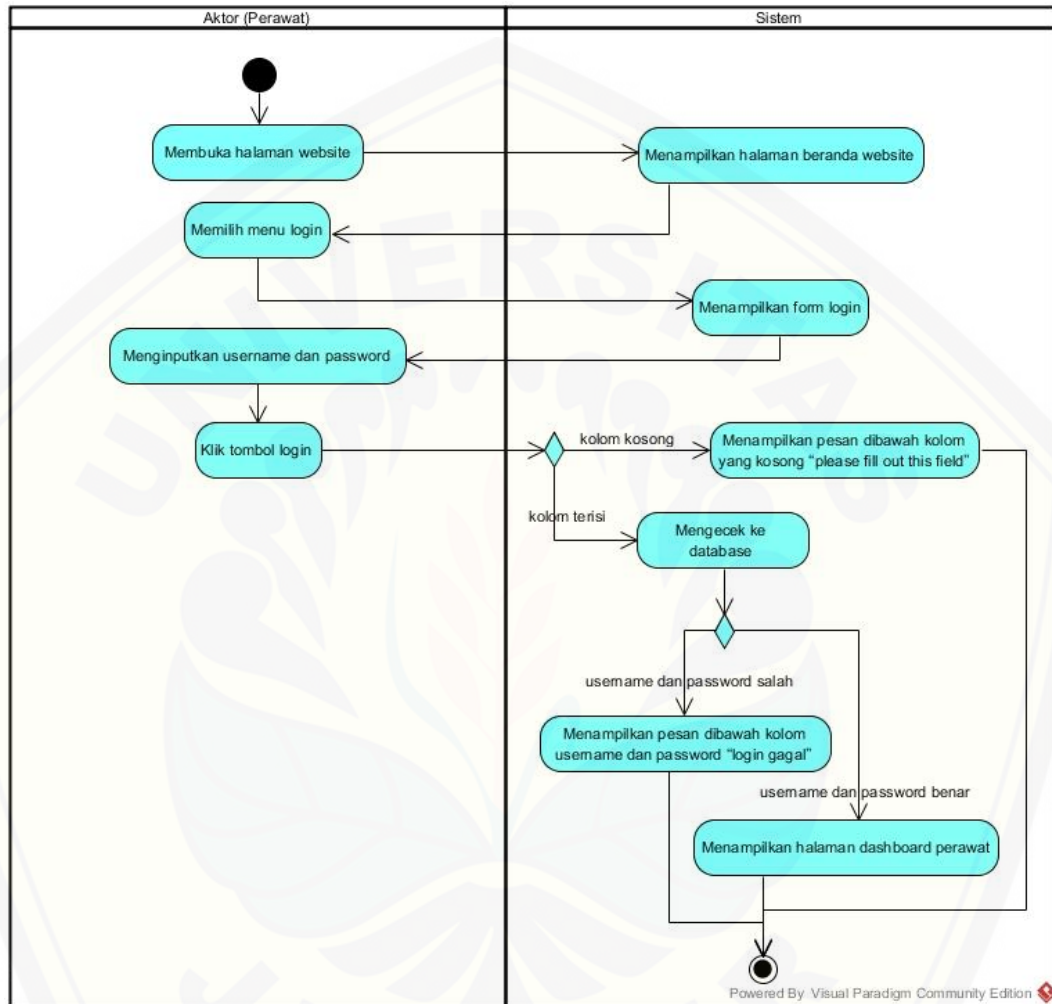 Aktor (Perawat)
Sistem
Membuka halaman website
Menampilkan halaman beranda website
Memilih menu login
Menampilkan form login
Menginputkan username dan password
Klik tombol login
kolom kosong
Menampilkan pesan dibawah kolom
yang kosong “please fill out this field”
kolom terisi
Mengecek ke
database
username dan password salah
Menampilkan pesan dibawah kolom
username dan password “login gagal”
username dan password benar
Menampilkan halaman dashboard perawat
UNIVERSITAS
Powered By Visual Paradigm Community Edition